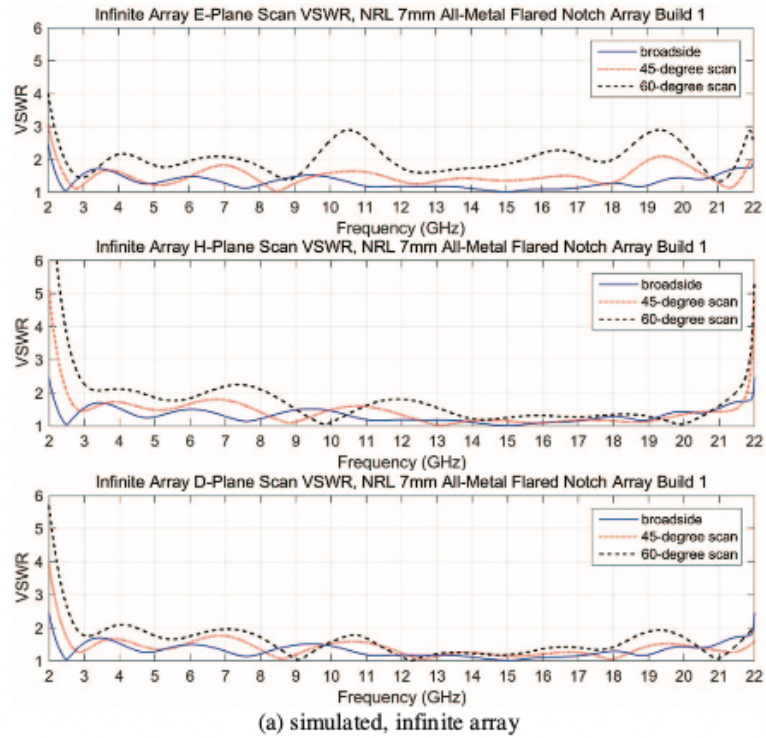 Infinite Array E-Plane Scan VSWR, NRL 7mm All-Metal Flared Notch Array Build 1
6
5
4
3
2
1
VSWR
broadside
45-degree scan
60-degree scan
2 3 4 5 6 7 8 9 10 11 12 13 14 15 16 17 18 19 20 21 22
Frequency (GHz)
Infinite Array H-Plane Scan VSWR, NRL 7mm All-Metal Flared Notch Array Build 1
6
5
4
3
2
1
VSWR
broadside
45-degree scan
60-degree scan
2 3 4 5 6 7 8 9 10 11 12 13 14 15 16 17 18 19 20 21 22
Frequency (GHz)
Infinite Array D-Plane Scan VSWR, NRL 7mm All-Metal Flared Notch Array Build 1
6
5
4
3
2
1
VSWR
broadside
45-degree scan
60-degree scan
2 3 4 5 6 7 8 9 10 11 12 13 14 15 16 17 18 19 20 21 22
Frequency (GHz)
(a) simulated, infinite array